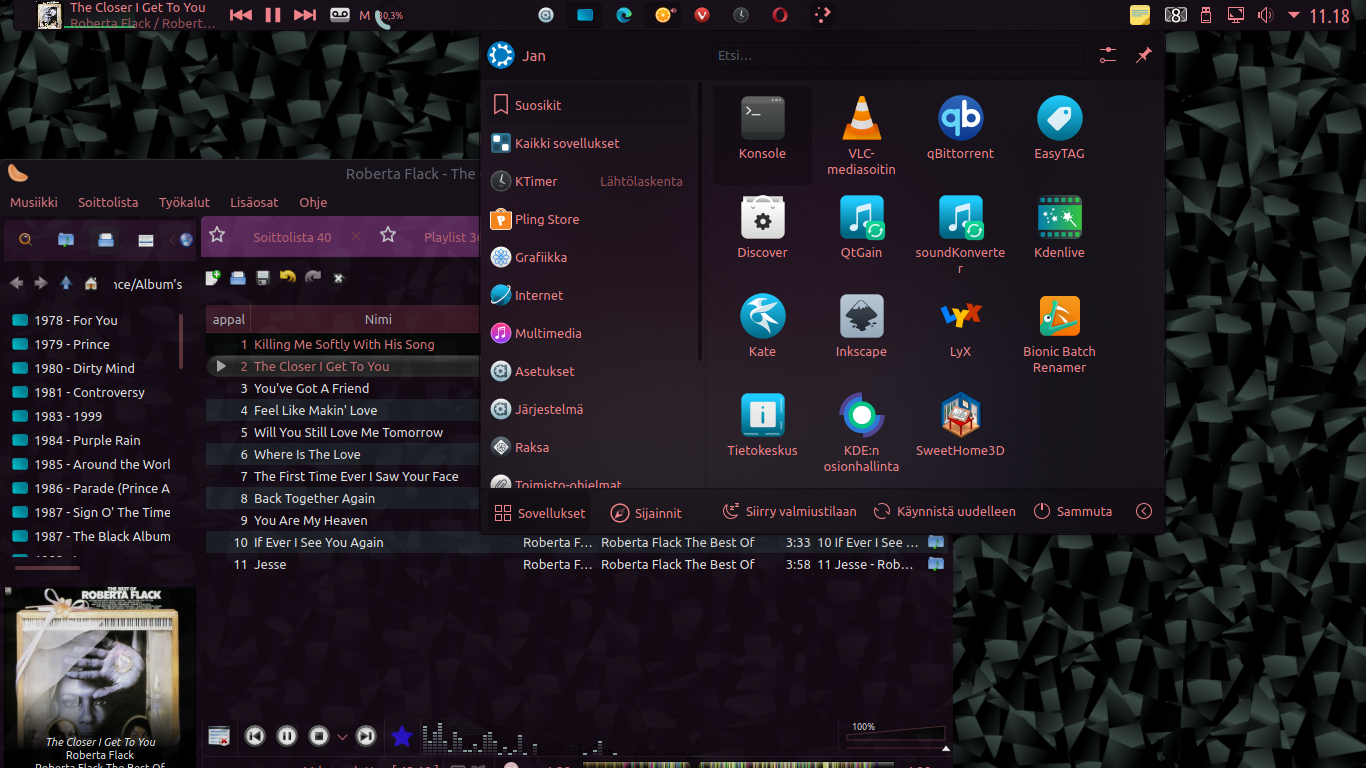 The Closer I Get To You
Roberta Flack / Robert...
M 80,3%
8
11.18
Jan
Etsi...
Suosikit
Kaikki sovellukset
KTimer Lähtölaskenta
Pling Store
Grafiikka
Internet
Multimedia
Asetukset
Järjestelmä
Raksa
Toimisto-ohjelmat
Konsole
VLC-
mediasoitin
qBittorrent
EasyTAG
Discover
QtGain
soundKonverte
r
Kdenlive
Kate
Inkscape
LyX
Bionic Batch
Renamer
Tietokeskus
KDE:n
osionhallinta
SweetHome3D
Sovellukset
Sijainnit
Siirry valmiustilaan
Käynnistä uudelleen
Sammuta
Roberta Flack - The
Musiikki Soittolista Työkalut Lisäosat Ohje
Soittolista 40
Playlist 36
nce/Album's
1978 - For You
1979 - Prince
1980 - Dirty Mind
1981 - Controversy
1983 - 1999
1984 - Purple Rain
1985 - Around the Worl
1986 - Parade (Prince A
1987 - Sign O' The Time
1987 - The Black Album
appal Nimi
1 Killing Me Softly With His Song
2 The Closer I Get To You
3 You've Got A Friend
4 Feel Like Makin' Love
5 Will You Still Love Me Tomorrow
6 Where Is The Love
7 The First Time Ever I Saw Your Face
8 Back Together Again
9 You Are My Heaven
10 If Ever I See You Again Roberta F... Roberta Flack The Best Of 3:33 10 If Ever I See ...
11 Jesse Roberta F... Roberta Flack The Best Of 3:58 11 Jesse - Rob...
THE BEST OF
ROBERTA FLACK
The Closer I Get To You
Roberta Flack
Roberta Flack The Best Of
100%